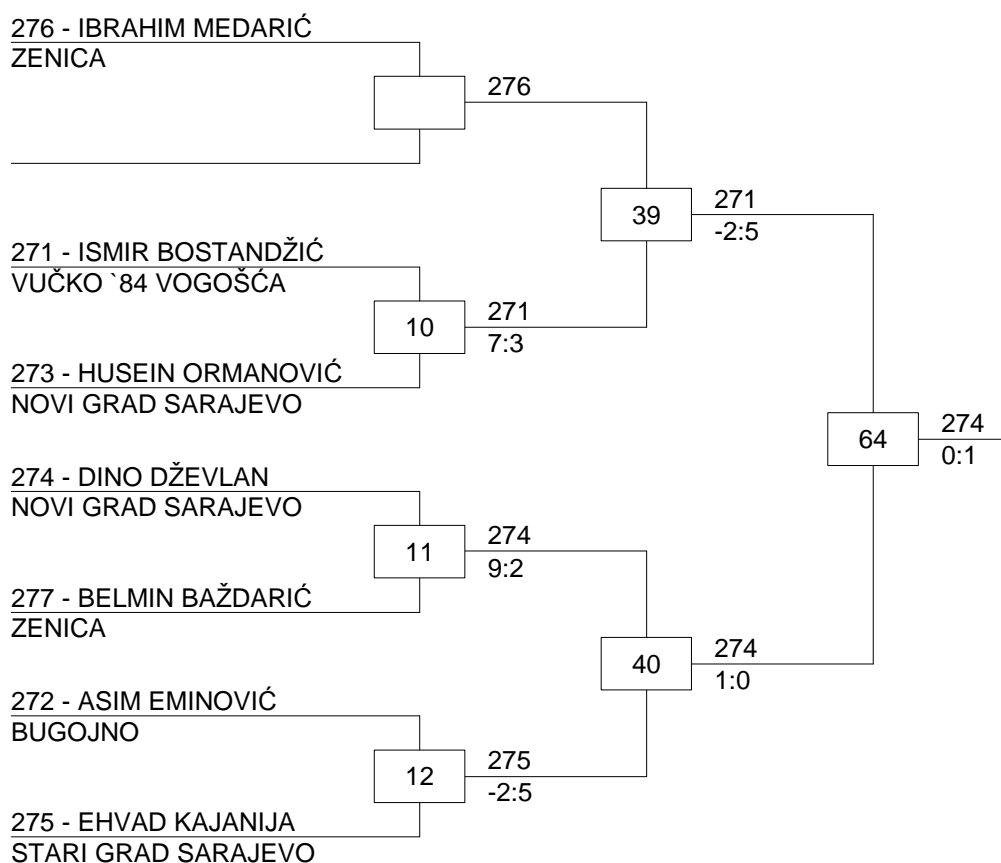 276 - IBRAHIM MEDARIĆ
ZENICA
276
39
271
-2:5
271 - ISMIR BOSTANDŽIĆ
VUČKO `84 VOGOŠĆA
10
271
7:3
273 - HUSEIN ORMANOVIĆ
NOVI GRAD SARAJEVO
64
274
0:1
274 - DINO DŽEVLAN
NOVI GRAD SARAJEVO
11
274
9:2
277 - BELMIN BAŽDARIĆ
ZENICA
40
274
1:0
272 - ASIM EMINOVIĆ
BUGOJNO
12
275
-2:5
275 - EHVAD KAJANIJA
STARI GRAD SARAJEVO